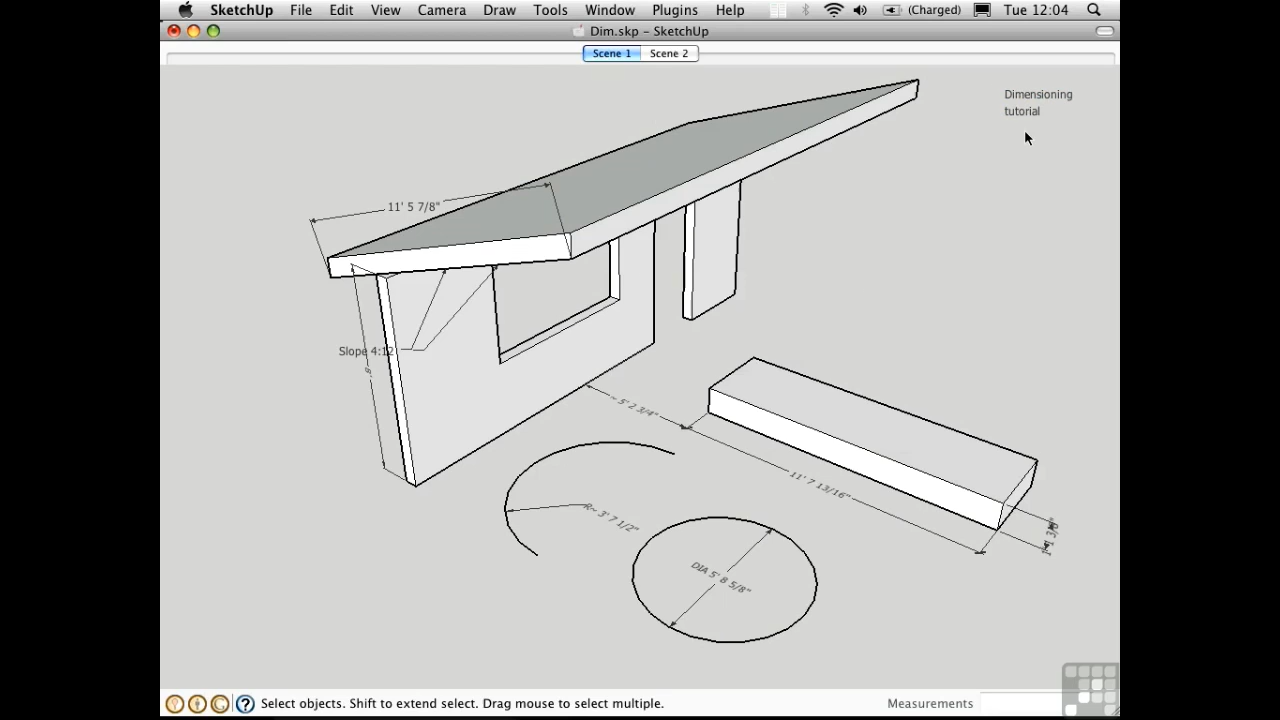 SketchUp File Edit View Camera Draw Tools Window Plugins Help (Charged) Tue 12:04
Dim.skp – SketchUp
Scene 1 Scene 2
Dimensioning
tutorial
11' 5 7/8"
Slope 4:12
8'
~ 5' 2 3/4"
11' 7 13/16"
R~ 3' 7 1/2"
DIA 5' 8 5/8"
Select objects. Shift to extend select. Drag mouse to select multiple.
Measurements